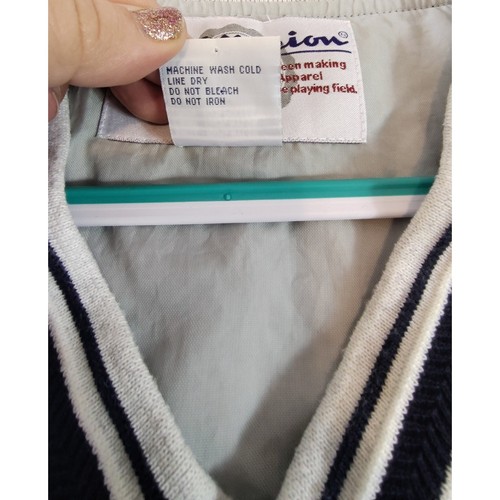 MACHINE WASH COLD
LINE DRY
DO NOT BLEACH
DO NOT IRON
een making
Apparel
e playing field.